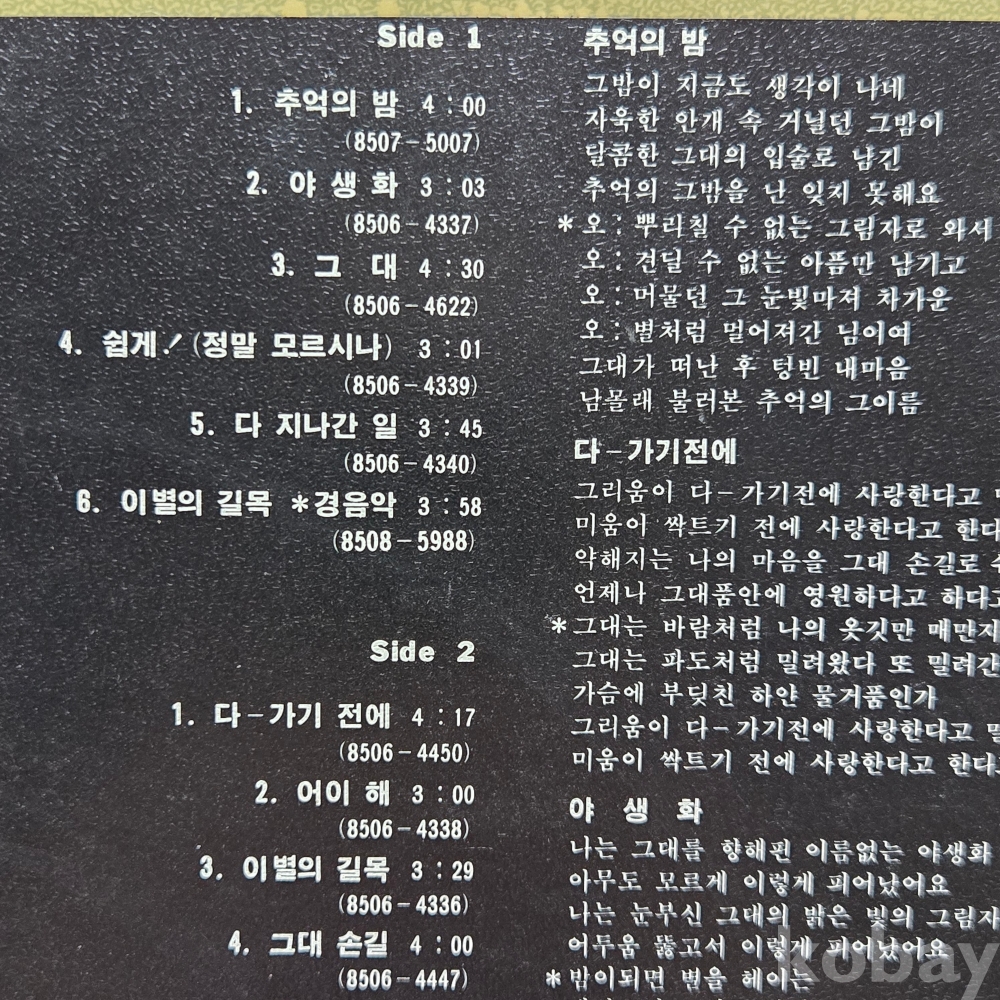 Side 1
1. 추억의 밤 4 : 00
(8507-5007)
2. 야 생 화 3 : 03
(8506-4337)
3. 그 대 4 : 30
(8506-4622)
4. 쉽게! (정말 모르시나) 3 : 01
(8506-4339)
5. 다 지나간 일 3 : 45
(8506-4340)
6. 이별의 길목 *경음악 3 : 58
(8508-5988)
Side 2
1. 다-가기 전에 4 : 17
(8506-4450)
2. 어이 해 3 : 00
(8506-4338)
3. 이별의 길목 3 : 29
(8506-4336)
4. 그대 손길 4 : 00
(8506-4447)
추억의 밤
그밤이 지금도 생각이 나네
자욱한 안개 속 거닐던 그밤이
달콤한 그대의 입술로 남긴
추억의 그밤을 난 잊지 못해요
*오 : 뿌라칠 수 없는 그림자로 와서
오 : 견딜 수 없는 아픔만 남기고
오 : 머물던 그 눈빛마져 차가운
오 : 별처럼 멀어져간 님이여
그대가 떠난 후 텅빈 내마음
남몰래 불러본 추억의 그이름
다-가기전에
그리움이 다-가기전에 사랑한다고
미움이 싹트기 전에 사랑한다고 한다
약해지는 나의 마음을 그대 손길로
언제나 그대품안에 영원하다고 하다고
*그대는 바람처럼 나의 옷깃만 매만지
그대는 파도처럼 밀려왔다 또 밀려간
가슴에 부딪친 하얀 물거품인가
그리움이 다-가기전에 사랑한다고
미움이 싹트기 전에 사랑한다고 한다
야 생 화
나는 그대를 향해핀 이름없는 야생화
아무도 모르게 이렇게 피어났어요
나는 눈부신 그대의 밝은 빛의 그림자
어두움 뚫고서 이렇게 피어났어요
*밤이되면 별을 헤이는
kobay